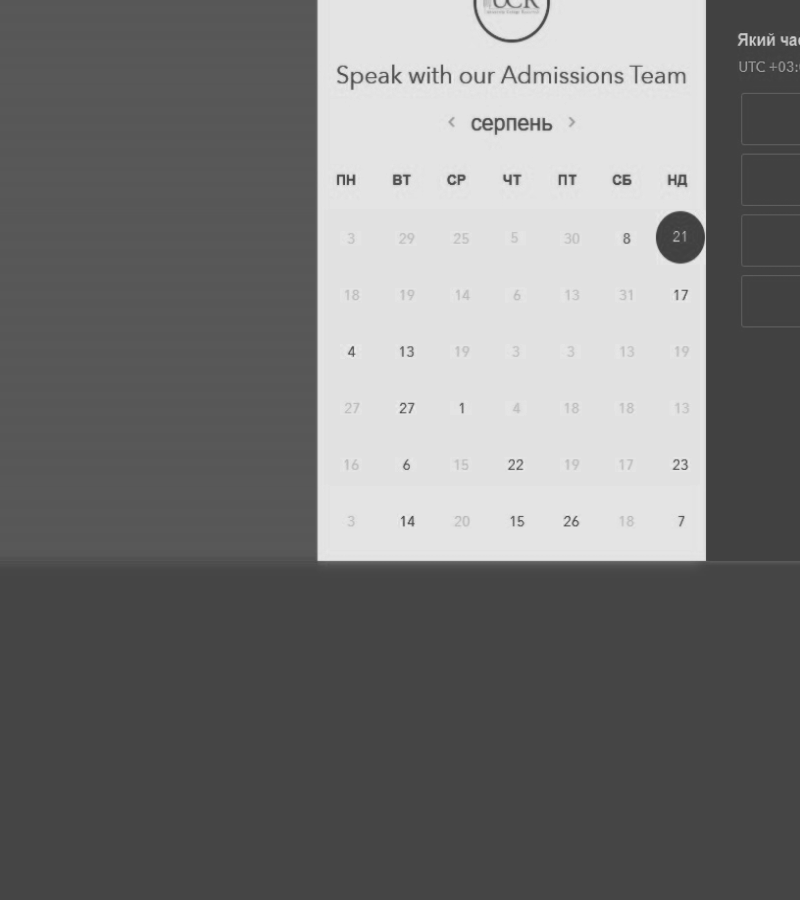 UCR
Speak with our Admissions Team
< серпень >
ПН ВТ СР ЧТ ПТ СБ НД
3 29 25 5 30 8 21
18 19 14 6 13 31 17
4 13 19 3 3 13 19
27 27 1 4 18 18 13
16 6 15 22 19 17 23
3 14 20 15 26 18 7
Який
UTC +03: